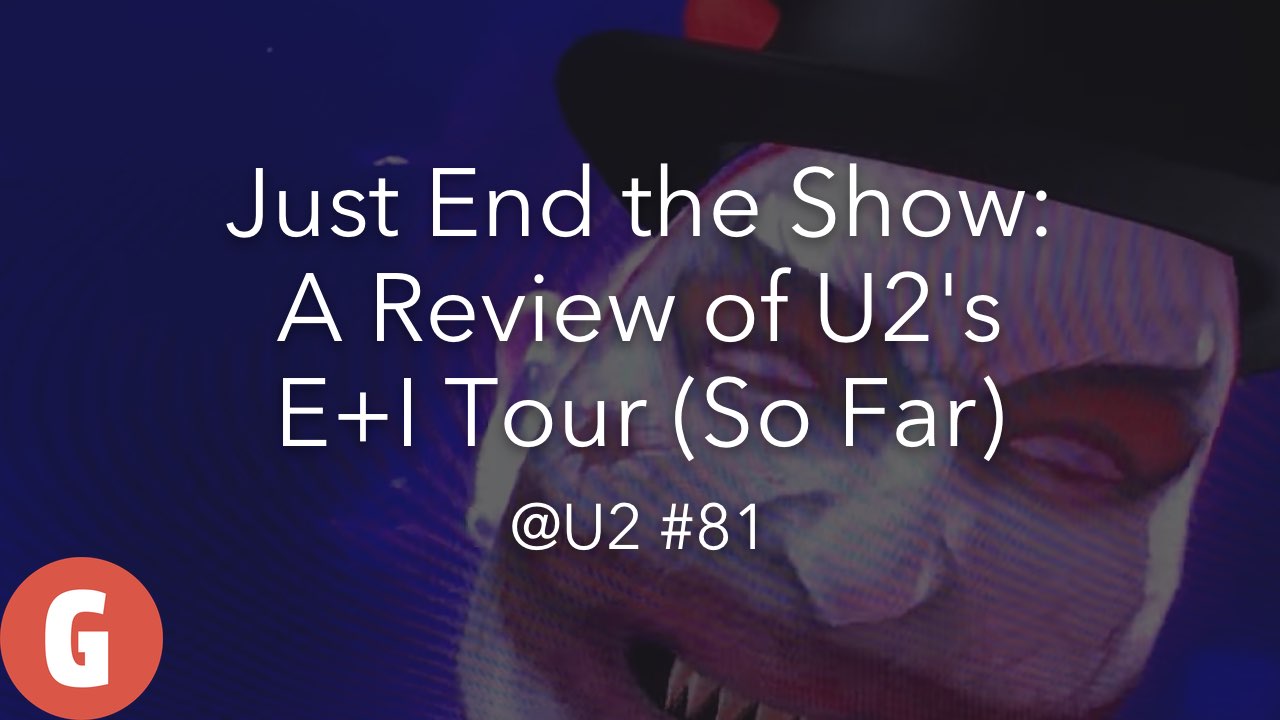 Just End the Show:
A Review of U2's
E+I Tour (So Far)
@U2 #81
G